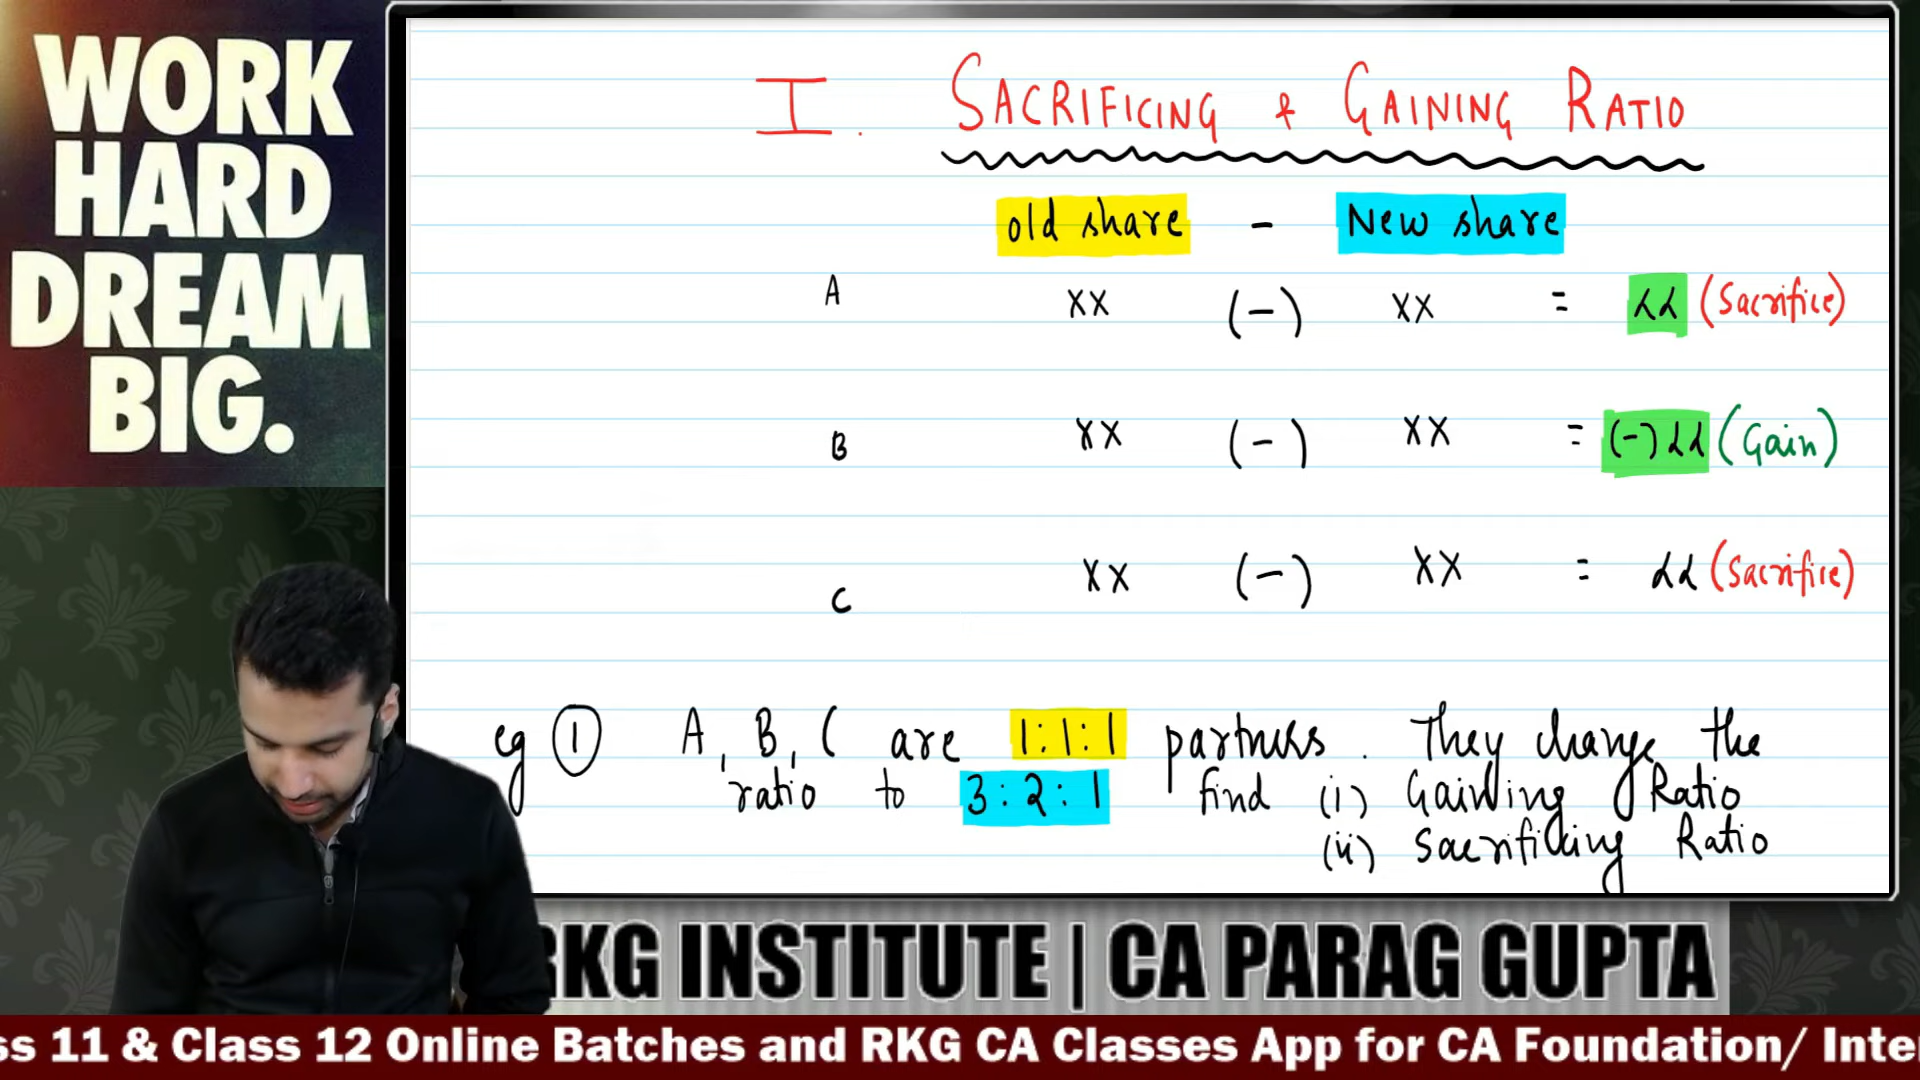 WORK
HARD
DREAM
BIG.
I. SACRIFICING & GAINING RATIO
old share - New share
A XX (-) XX = λλ (Sacrifice)
B XX (-) XX = (-) λλ (Gain)
C XX (-) XX = λλ (Sacrifice)
eg ① A, B, C are 1:1:1 partners. They change the
ratio to 3:2:1 find (i) Gaining Ratio
(ii) Sacrificing Ratio
RKG INSTITUTE | CA PARAG GUPTA
ss 11 & Class 12 Online Batches and RKG CA Classes App for CA Foundation/ Inte